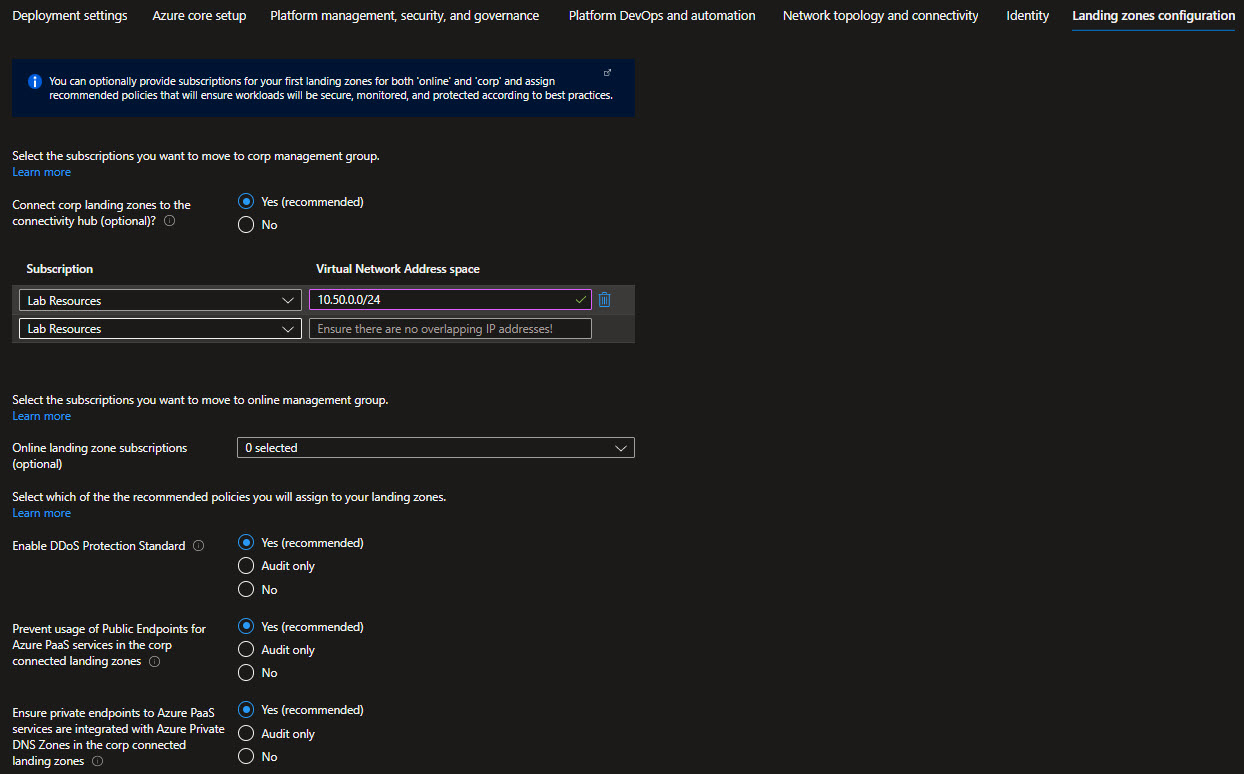 Deployment settings Azure core setup Platform management, security, and governance Platform DevOps and automation Network topology and connectivity Identity Landing zones configuration
You can optionally provide subscriptions for your first landing zones for both 'online' and 'corp' and assign
recommended policies that will ensure workloads will be secure, monitored, and protected according to best practices.
Select the subscriptions you want to move to corp management group.
Learn more
Connect corp landing zones to the
connectivity hub (optional)?
Yes (recommended)
No
Subscription Virtual Network Address space
Lab Resources 10.50.0.0/24
Lab Resources Ensure there are no overlapping IP addresses!
Select the subscriptions you want to move to online management group.
Learn more
Online landing zone subscriptions
(optional)
0 selected
Select which of the the recommended policies you will assign to your landing zones.
Learn more
Enable DDoS Protection Standard
Yes (recommended)
Audit only
No
Prevent usage of Public Endpoints for
Azure PaaS services in the corp
connected landing zones
Yes (recommended)
Audit only
No
Ensure private endpoints to Azure PaaS
services are integrated with Azure Private
DNS Zones in the corp connected
landing zones
Yes (recommended)
Audit only
No